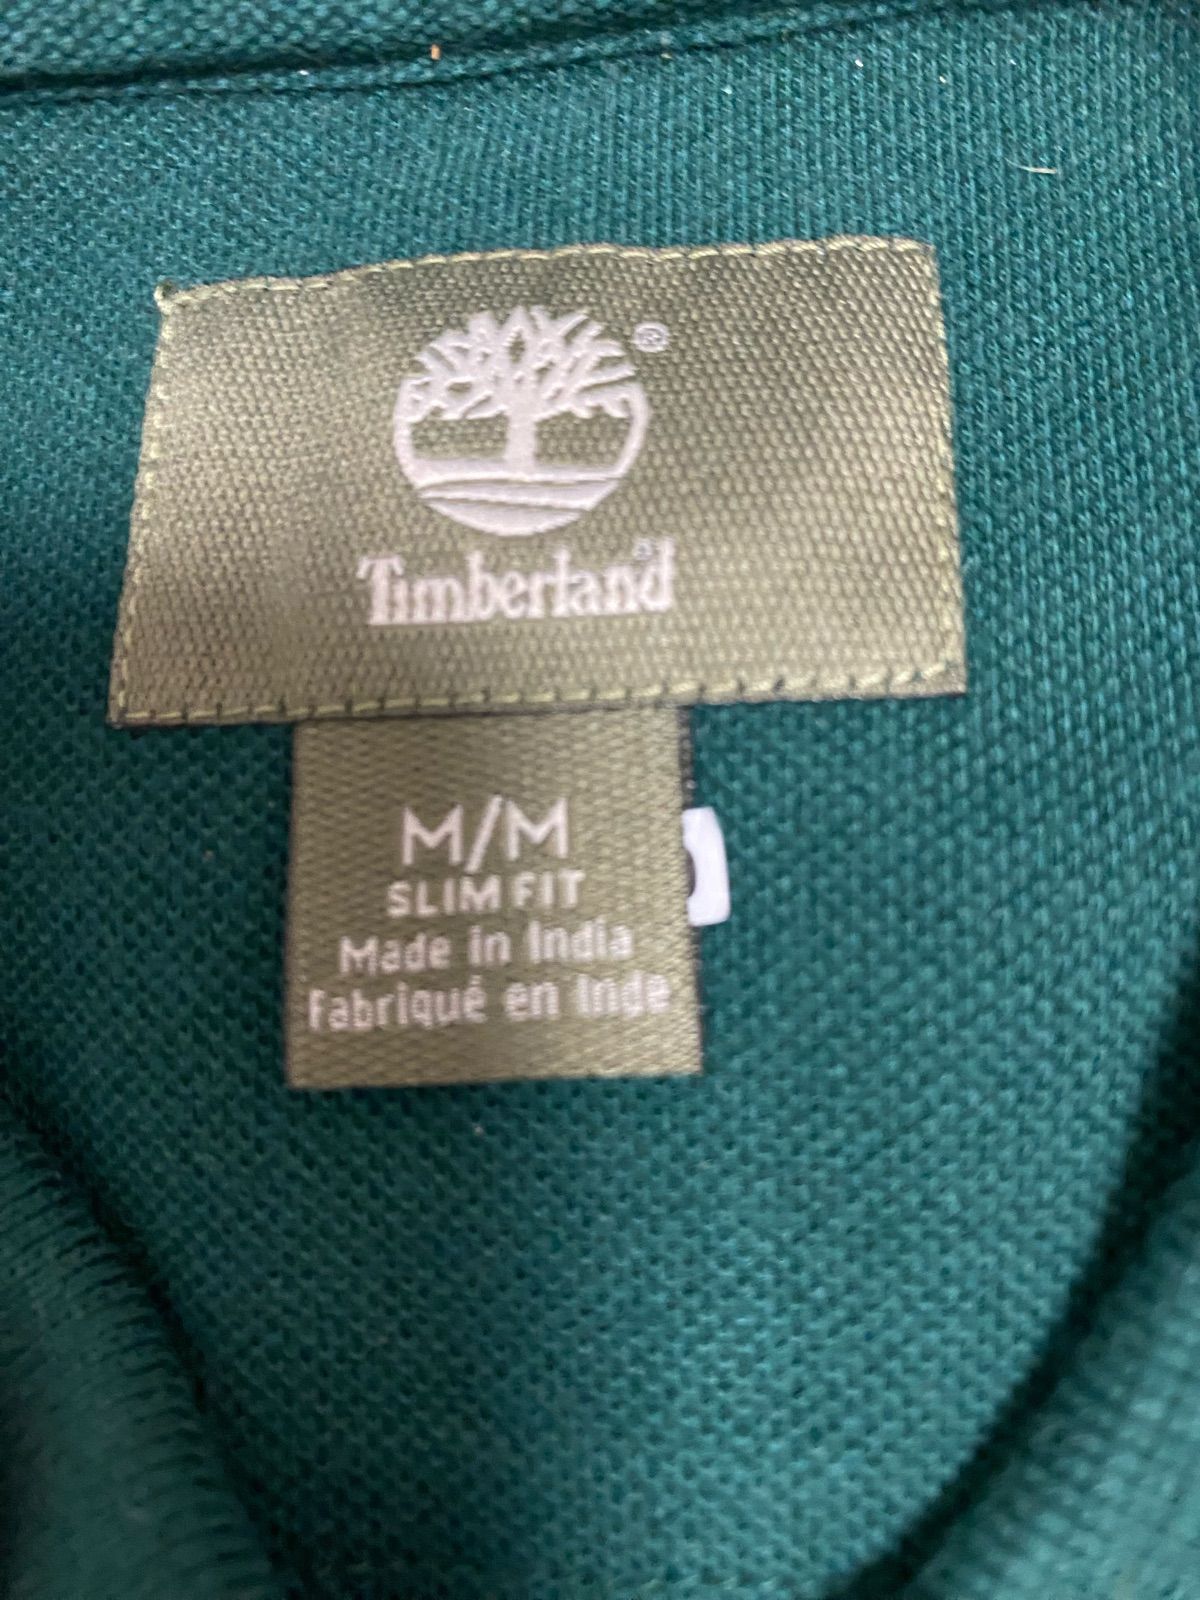 ®
Timberland®
M/M
SLIM FIT
Made in India
Fabriqué en Inde